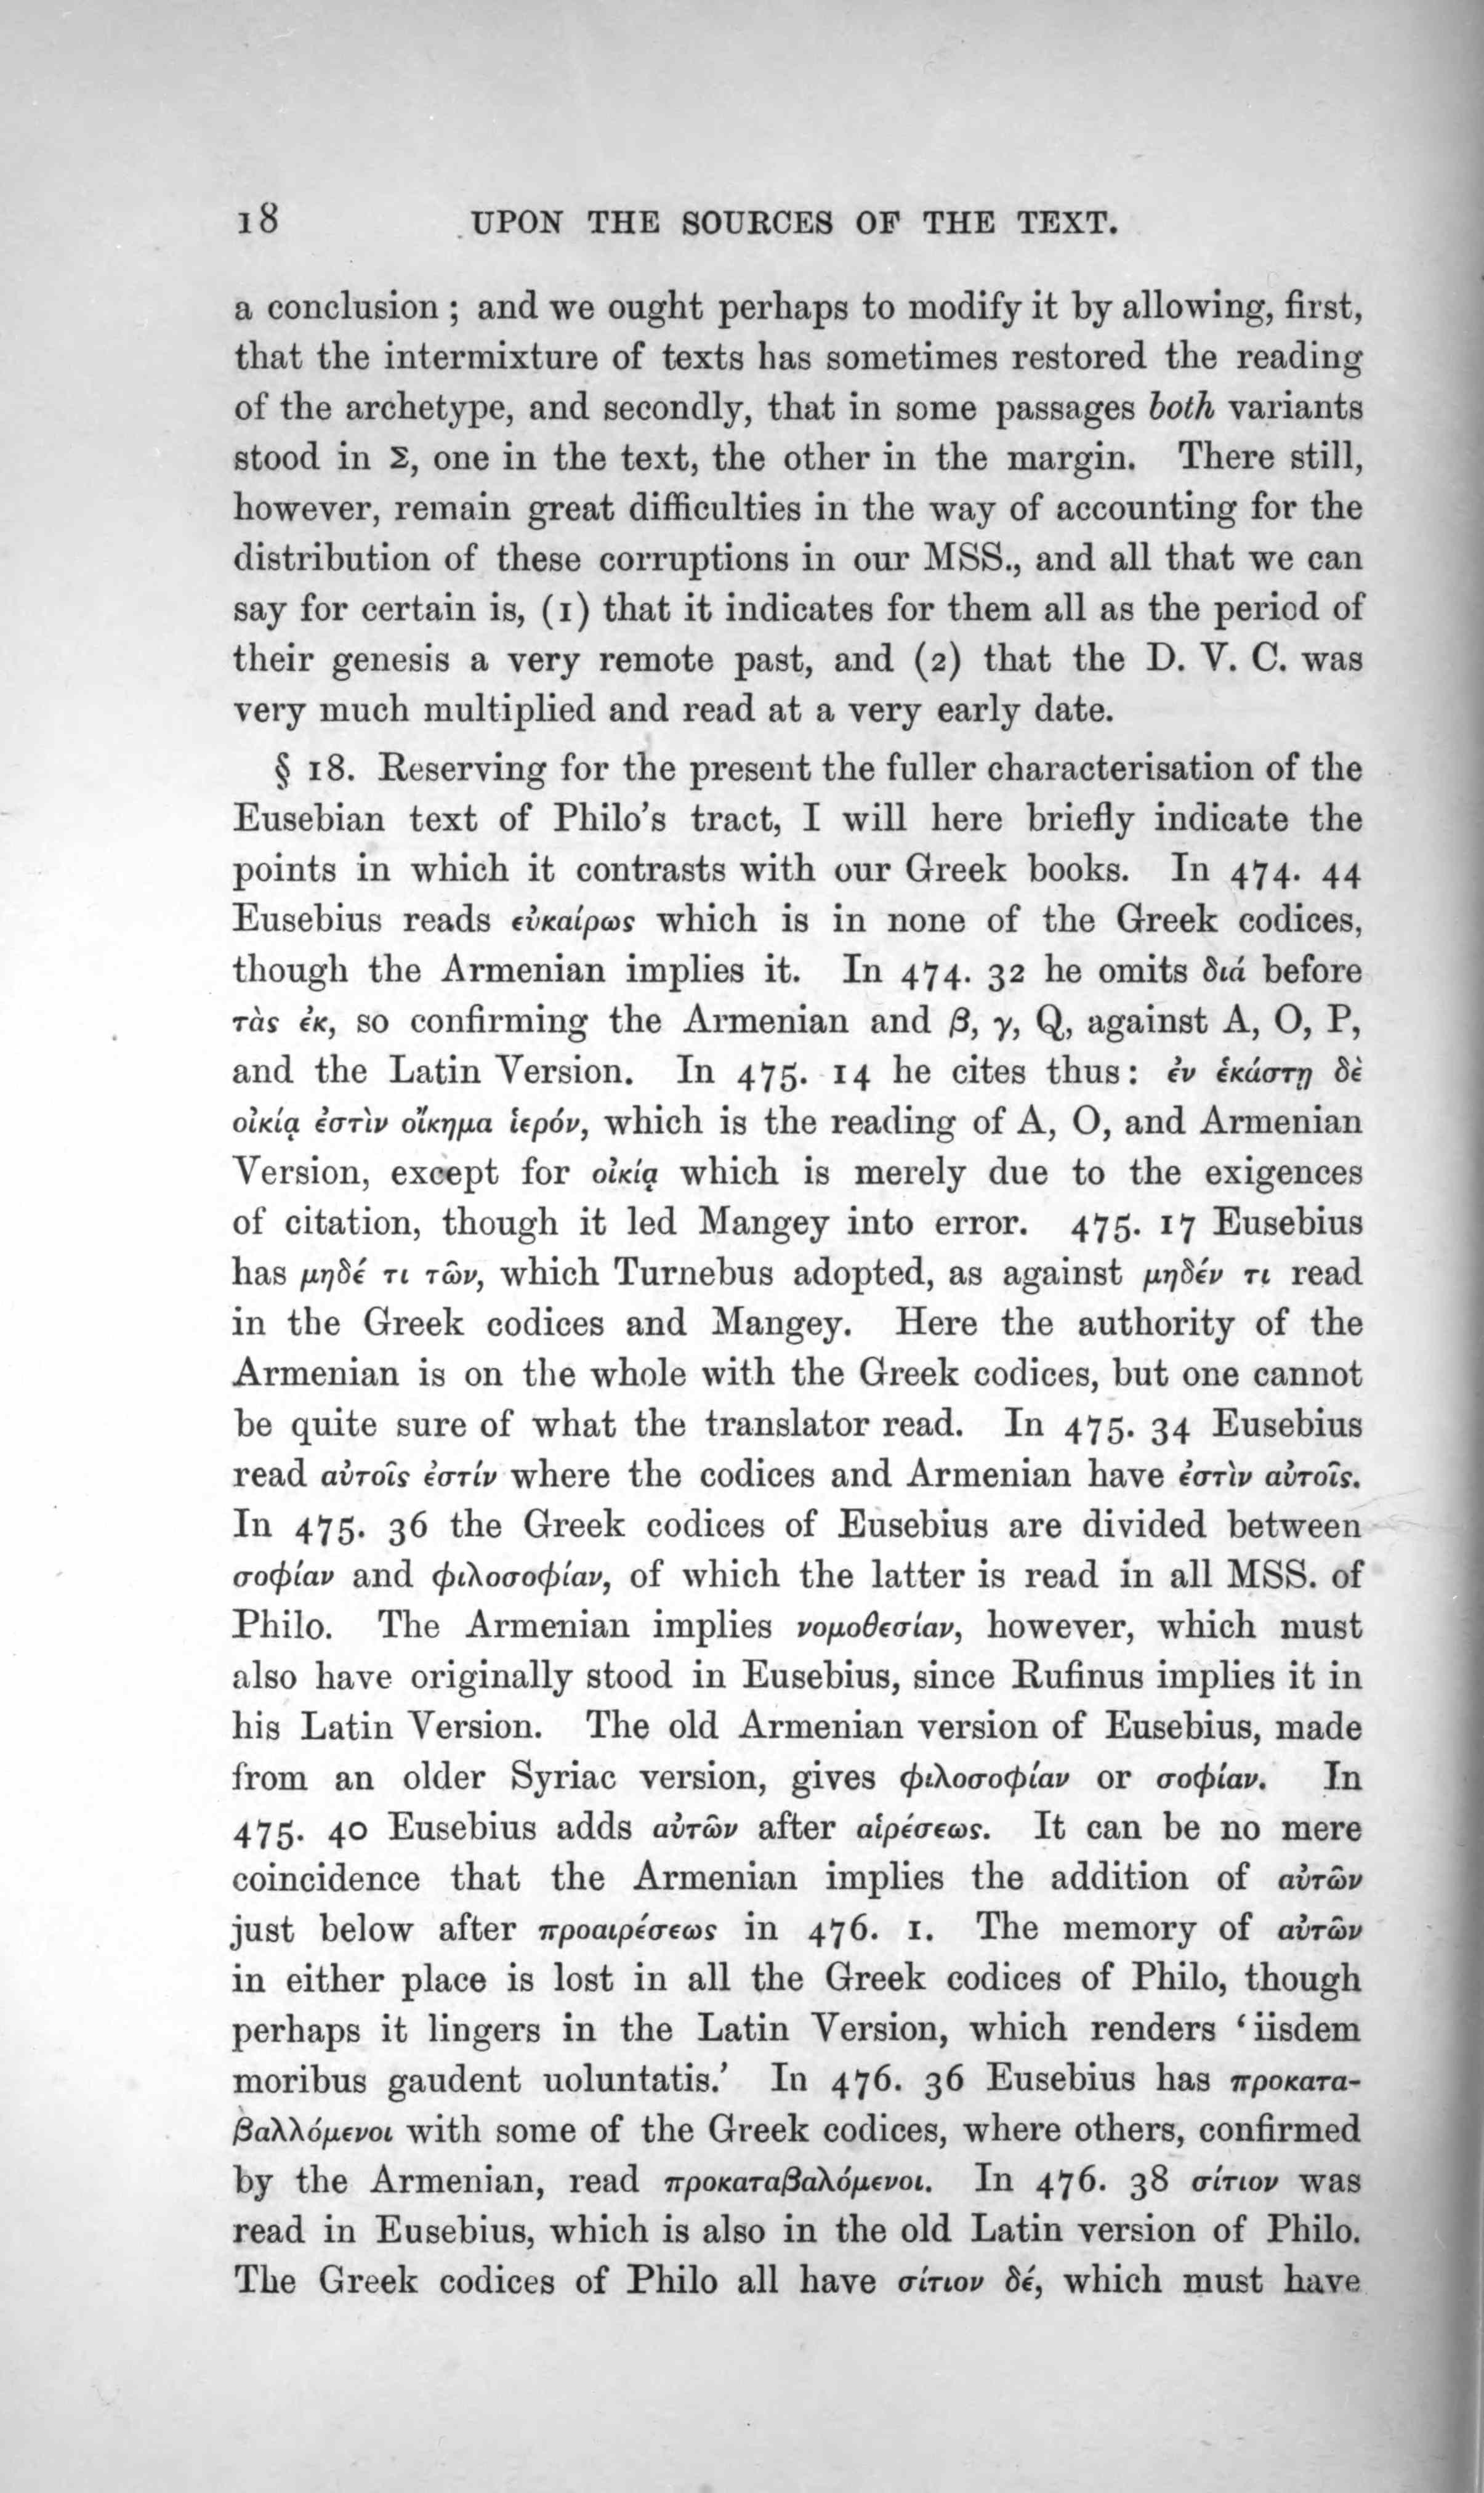 18 UPON THE SOURCES OF THE TEXT.
a conclusion ; and we ought perhaps to modify it by allowing, first,
that the intermixture of texts has sometimes restored the reading
of the archetype, and secondly, that in some passages both variants
stood in Σ, one in the text, the other in the margin. There still,
however, remain great difficulties in the way of accounting for the
distribution of these corruptions in our MSS., and all that we can
say for certain is, (1) that it indicates for them all as the period of
their genesis a very remote past, and (2) that the D. V. C. was
very much multiplied and read at a very early date.
§ 18. Reserving for the present the fuller characterisation of the
Eusebian text of Philo's tract, I will here briefly indicate the
points in which it contrasts with our Greek books. In 474. 44
Eusebius reads εὐκαίρως which is in none of the Greek codices,
though the Armenian implies it. In 474. 32 he omits διά before
τὰς ἐκ, so confirming the Armenian and β, γ, Q, against A, O, P,
and the Latin Version. In 475. 14 he cites thus: ἐν ἑκάστῃ δὲ
οἰκίᾳ ἐστὶν οἴκημα ἱερόν, which is the reading of A, O, and Armenian
Version, except for οἰκίᾳ which is merely due to the exigences
of citation, though it led Mangey into error. 475. 17 Eusebius
has μηδέ τι τῶν, which Turnebus adopted, as against μηδέν τι read
in the Greek codices and Mangey. Here the authority of the
Armenian is on the whole with the Greek codices, but one cannot
be quite sure of what the translator read. In 475. 34 Eusebius
read αὐτοῖς ἐστίν where the codices and Armenian have ἐστὶν αὐτοῖς.
In 475. 36 the Greek codices of Eusebius are divided between
σοφίαν and φιλοσοφίαν, of which the latter is read in all MSS. of
Philo. The Armenian implies νομοθεσίαν, however, which must
also have originally stood in Eusebius, since Rufinus implies it in
his Latin Version. The old Armenian version of Eusebius, made
from an older Syriac version, gives φιλοσοφίαν or σοφίαν. In
475. 40 Eusebius adds αὐτῶν after αἱρέσεως. It can be no mere
coincidence that the Armenian implies the addition of αὐτῶν
just below after προαιρέσεως in 476. 1. The memory of αὐτῶν
in either place is lost in all the Greek codices of Philo, though
perhaps it lingers in the Latin Version, which renders ‘iisdem
moribus gaudent uoluntatis.’ In 476. 36 Eusebius has προκατα-
βαλλόμενοι with some of the Greek codices, where others, confirmed
by the Armenian, read προκαταβαλόμενοι. In 476. 38 σίτιον was
read in Eusebius, which is also in the old Latin version of Philo.
The Greek codices of Philo all have σίτιον δέ, which must have